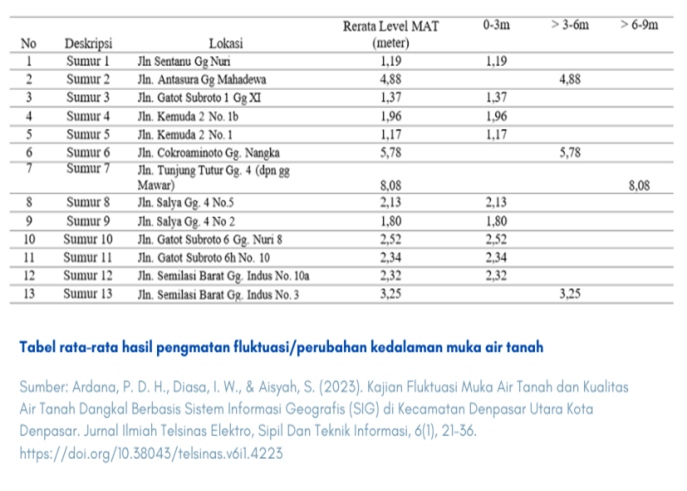 Rerata Level MAT 0-3m > 3-6m > 6-9m
No Deskripsi Lokasi (meter)
1 Sumur 1 Jln Sentanu Gg Nuri 1,19 1,19
2 Sumur 2 Jln. Antasura Gg Mahadewa 4,88 4,88
3 Sumur 3 Jln. Gatot Subroto 1 Gg XI 1,37 1,37
4 Sumur 4 Jln. Kemuda 2 No. 1b 1,96 1,96
5 Sumur 5 Jln. Kemuda 2 No. 1 1,17 1,17
6 Sumur 6 Jln. Cokroaminoto Gg. Nangka 5,78 5,78
7 Sumur 7 Jln. Tunjung Tutur Gg. 4 (dpn gg
Mawar) 8,08 8,08
8 Sumur 8 Jln. Salya Gg. 4 No.5 2,13 2,13
9 Sumur 9 Jln. Salya Gg. 4 No 2 1,80 1,80
10 Sumur 10 Jln. Gatot Subroto 6 Gg. Nuri 8 2,52 2,52
11 Sumur 11 Jln. Gatot Subroto 6h No. 10 2,34 2,34
12 Sumur 12 Jln. Semilasi Barat Gg. Indus No. 10a 2,32 2,32
13 Sumur 13 Jln. Semilasi Barat Gg. Indus No. 3 3,25 3,25
Tabel rata-rata hasil pengmatan fluktuasi/perubahan kedalaman muka air tanah
Sumber: Ardana, P. D. H., Diasa, I. W., & Aisyah, S. (2023). Kajian Fluktuasi Muka Air Tanah dan Kualitas
Air Tanah Dangkal Berbasis Sistem Informasi Geografis (SIG) di Kecamatan Denpasar Utara Kota
Denpasar. Jurnal Ilmiah Telsinas Elektro, Sipil Dan Teknik Informasi, 6(1), 21-36.
https://doi.org/10.38043/telsinas.v6i1.4223